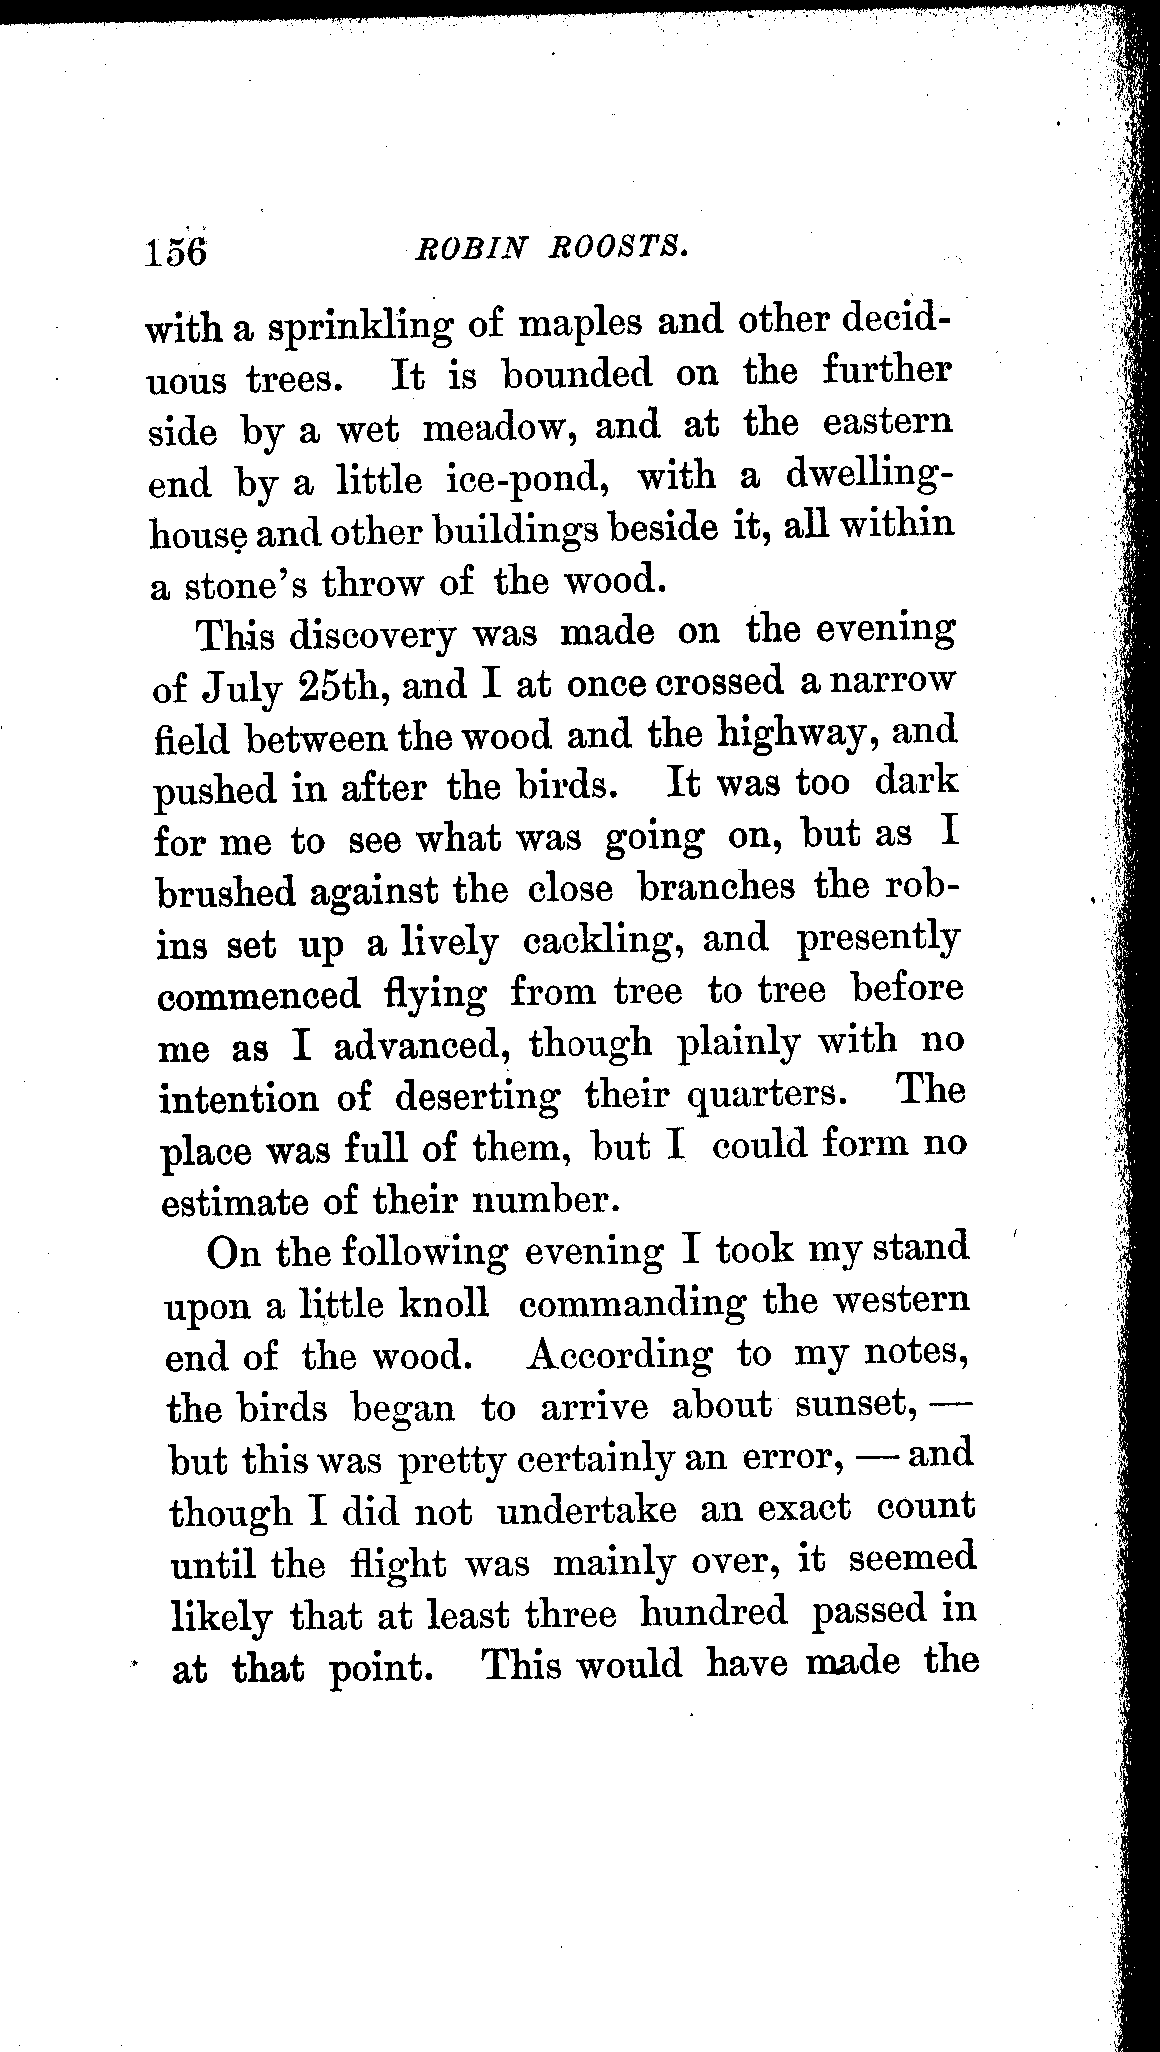 156 ROBIN ROOSTS.
with a sprinkling of maples and other decid-
uous trees. It is bounded on the further
side by a wet meadow, and at the eastern
end by a little ice-pond, with a dwelling-
house and other buildings beside it, all within
a stone's throw of the wood.
This discovery was made on the evening
of July 25th, and I at once crossed a narrow
field between the wood and the highway, and
pushed in after the birds. It was too dark
for me to see what was going on, but as I
brushed against the close branches the rob-
ins set up a lively cackling, and presently
commenced flying from tree to tree before
me as I advanced, though plainly with no
intention of deserting their quarters. The
place was full of them, but I could form no
estimate of their number.
On the following evening I took my stand
upon a little knoll commanding the western
end of the wood. According to my notes,
the birds began to arrive about sunset, —
but this was pretty certainly an error, — and
though I did not undertake an exact count
until the flight was mainly over, it seemed
likely that at least three hundred passed in
at that point. This would have made the